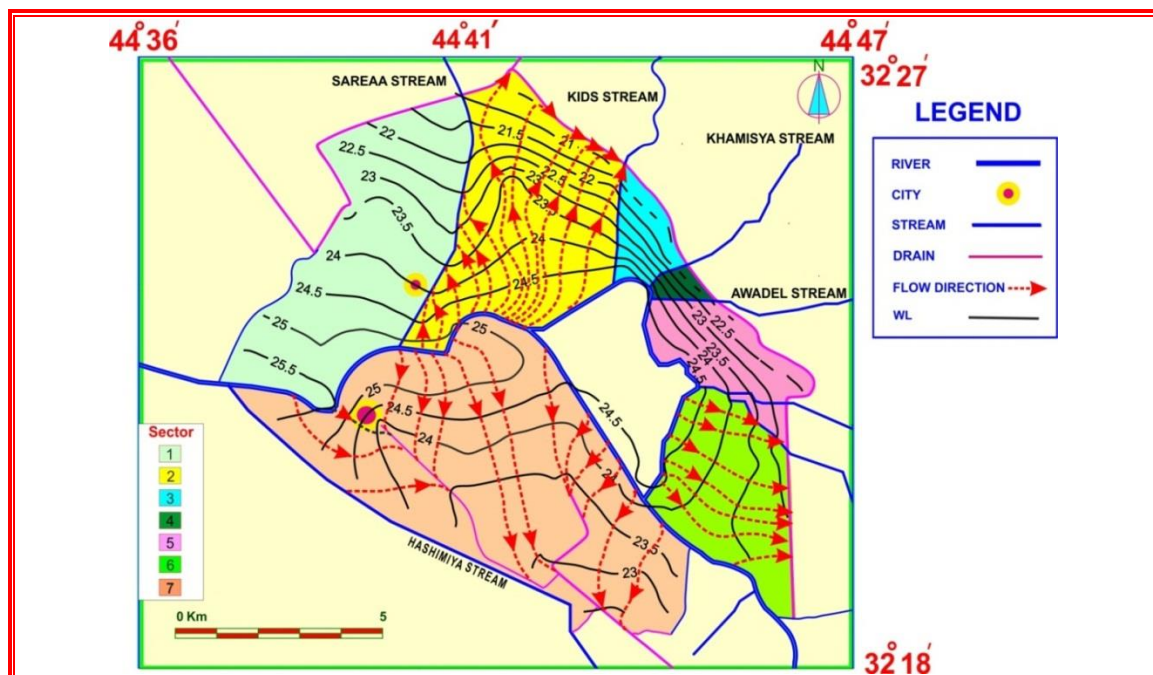 44°36′
44°41′
44°47′
32°27′
SAREAA STREAM
N
KIDS STREAM
KHAMISYA STREAM
LEGEND
RIVER
CITY
STREAM
DRAIN
FLOW DIRECTION
WL
22
22.5
23
23.5
24
24.5
25
25.5
21.5
21
22
22.5
23
23.5
24
24.5
AWADEL STREAM
22.5
23
23.5
24
24.5
25
25
24.5
24
24.5
24
23.5
23
HASHIMIYA STREAM
Sector
1
2
3
4
5
6
7
0 Km
5
32°18′